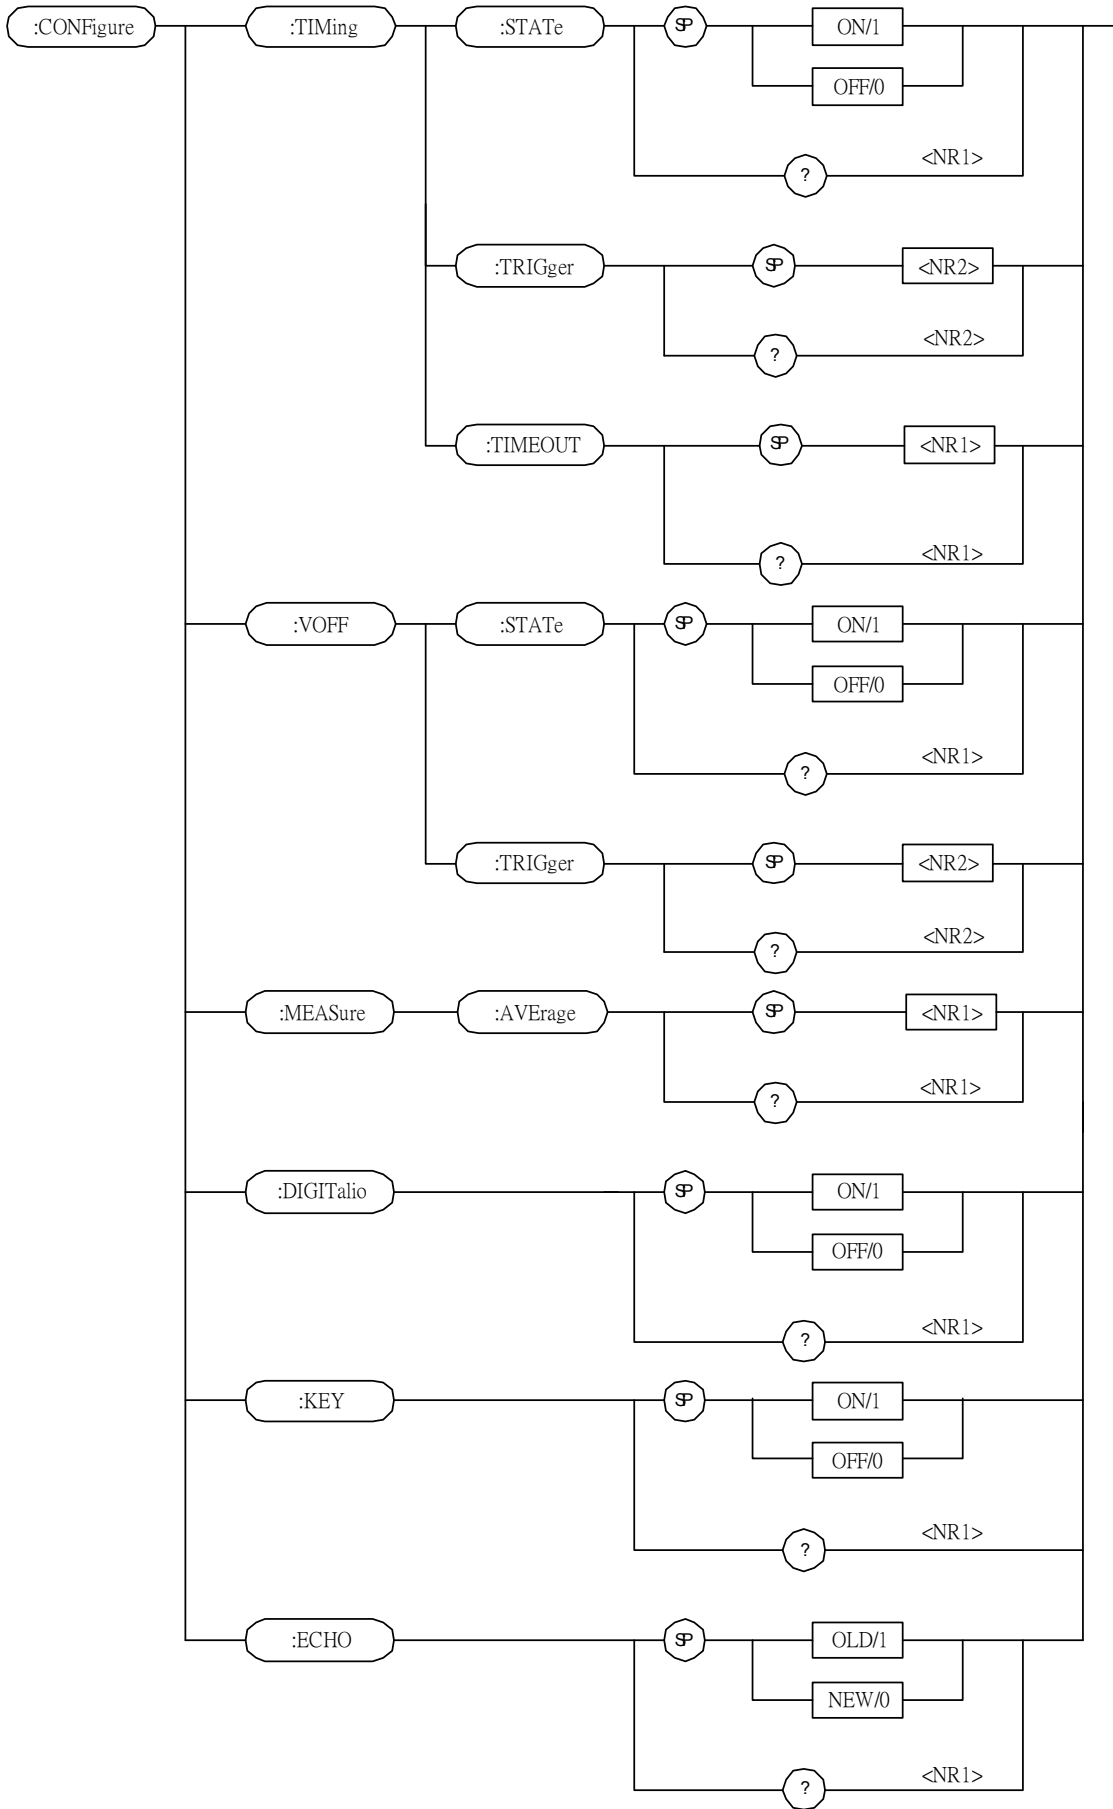 :CONFigure :TIMing :STATe SP ON/1
OFF/0
? <NR1>
:TRIGger SP <NR2>
? <NR2>
:TIMEOUT SP <NR1>
? <NR1>
:VOFF :STATe SP ON/1
OFF/0
? <NR1>
:TRIGger SP <NR2>
? <NR2>
:MEASure :AVErage SP <NR1>
? <NR1>
:DIGITalio SP ON/1
OFF/0
? <NR1>
:KEY SP ON/1
OFF/0
? <NR1>
:ECHO SP OLD/1
NEW/0
? <NR1>